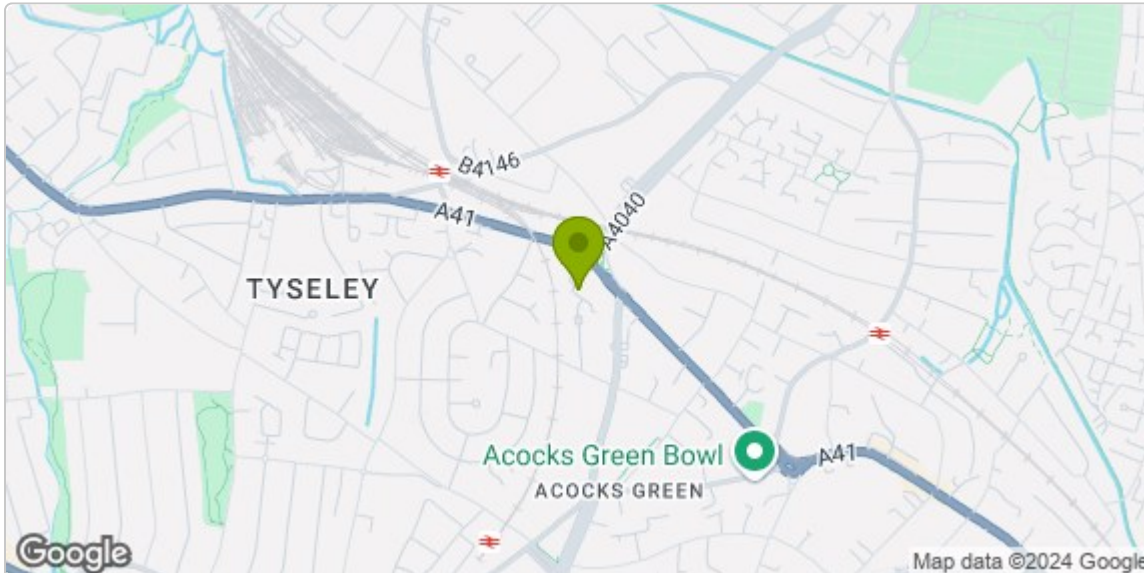 B4146
A4040
A41
TYSELEY
Acocks Green Bowl
A41
ACOCKS GREEN
Google
Map data ©2024 Google